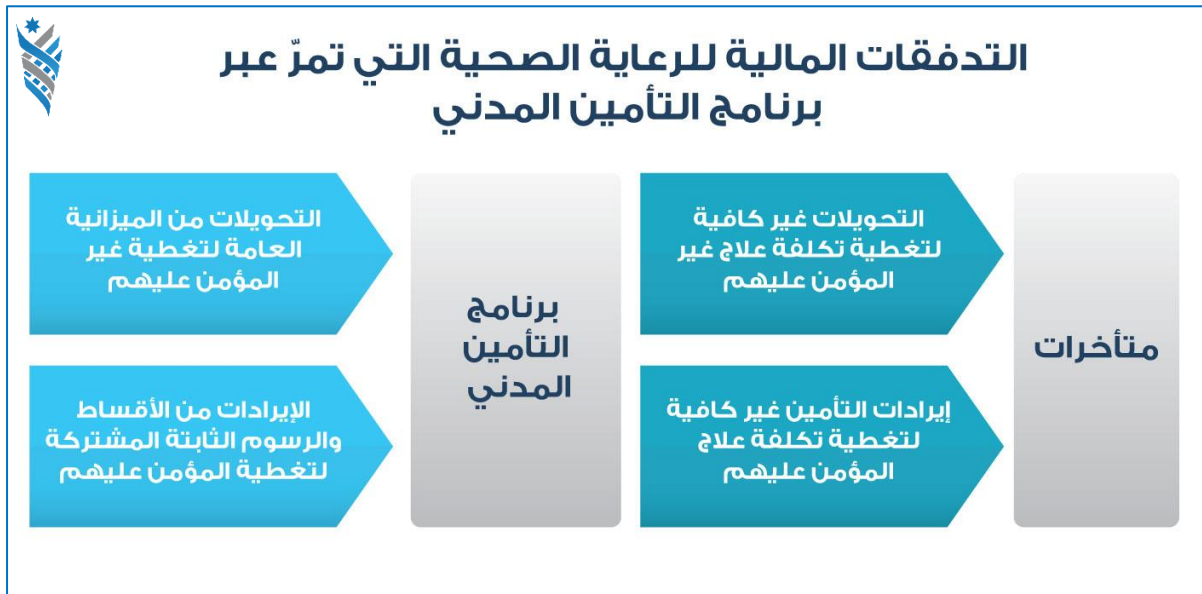 التدفقات المالية للرعاية الصحية التي تمرّ عبر
برنامج التأمين المدني
التحويلات من الميزانية
العامة لتغطية غير
المؤمن عليهم
الإيرادات من الأقساط
والرسوم الثابتة المشتركة
لتغطية المؤمن عليهم
برنامج
التأمين
المدني
التحويلات غير كافية
لتغطية تكلفة علاج غير
المؤمن عليهم
إيرادات التأمين غير كافية
لتغطية تكلفة علاج
المؤمن عليهم
متأخرات